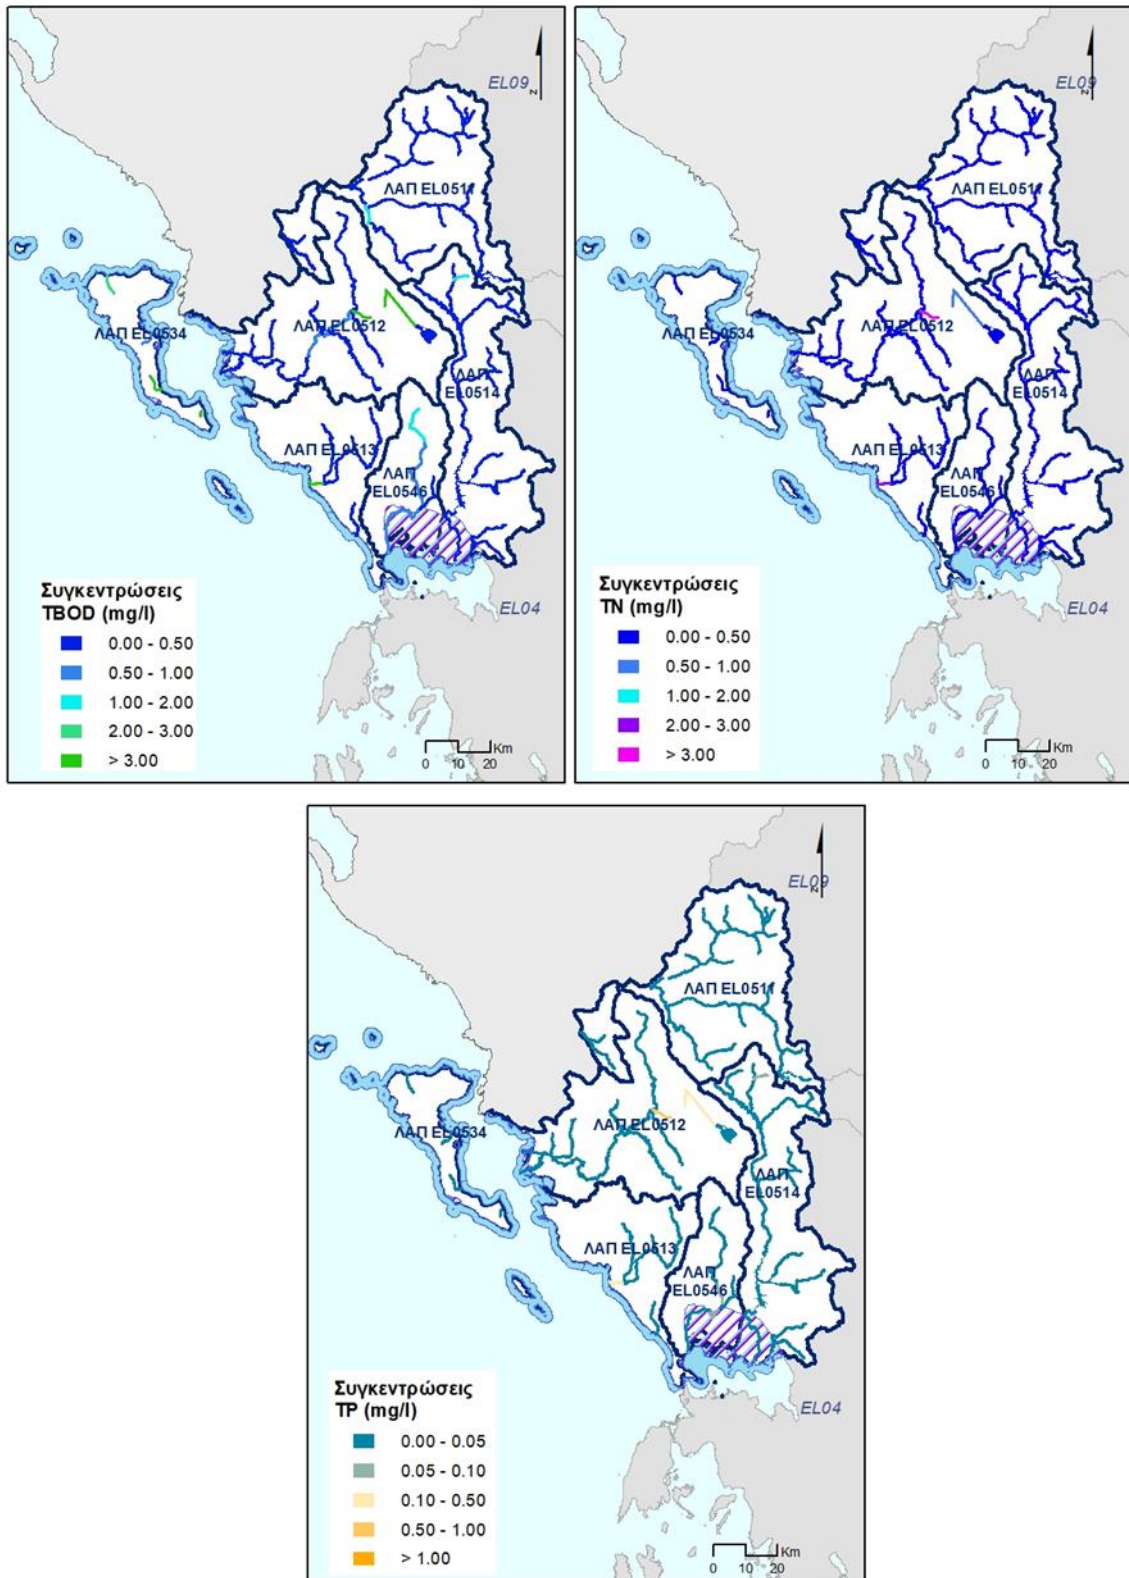 EL09
z
ΛΑΠ EL0511
ΛΑΠ EL0512
ΛΑΠ EL0534
ΛΑΠ
EL0514
ΛΑΠ EL0513
ΛΑΠ
EL0546
EL04
Συγκεντρώσεις
TBOD (mg/l)
0.00 - 0.50
0.50 - 1.00
1.00 - 2.00
2.00 - 3.00
> 3.00
Km
0 10 20
EL09
z
ΛΑΠ EL0511
ΛΑΠ EL0512
ΛΑΠ EL0534
ΛΑΠ
EL0514
ΛΑΠ EL0513
ΛΑΠ
EL0546
EL04
Συγκεντρώσεις
TN (mg/l)
0.00 - 0.50
0.50 - 1.00
1.00 - 2.00
2.00 - 3.00
> 3.00
Km
0 10 20
EL09
z
ΛΑΠ EL0511
ΛΑΠ EL0512
ΛΑΠ EL0534
ΛΑΠ
EL0514
ΛΑΠ EL0513
ΛΑΠ
EL0546
EL04
Συγκεντρώσεις
TP (mg/l)
0.00 - 0.05
0.05 - 0.10
0.10 - 0.50
0.50 - 1.00
> 1.00
Km
0 10 20